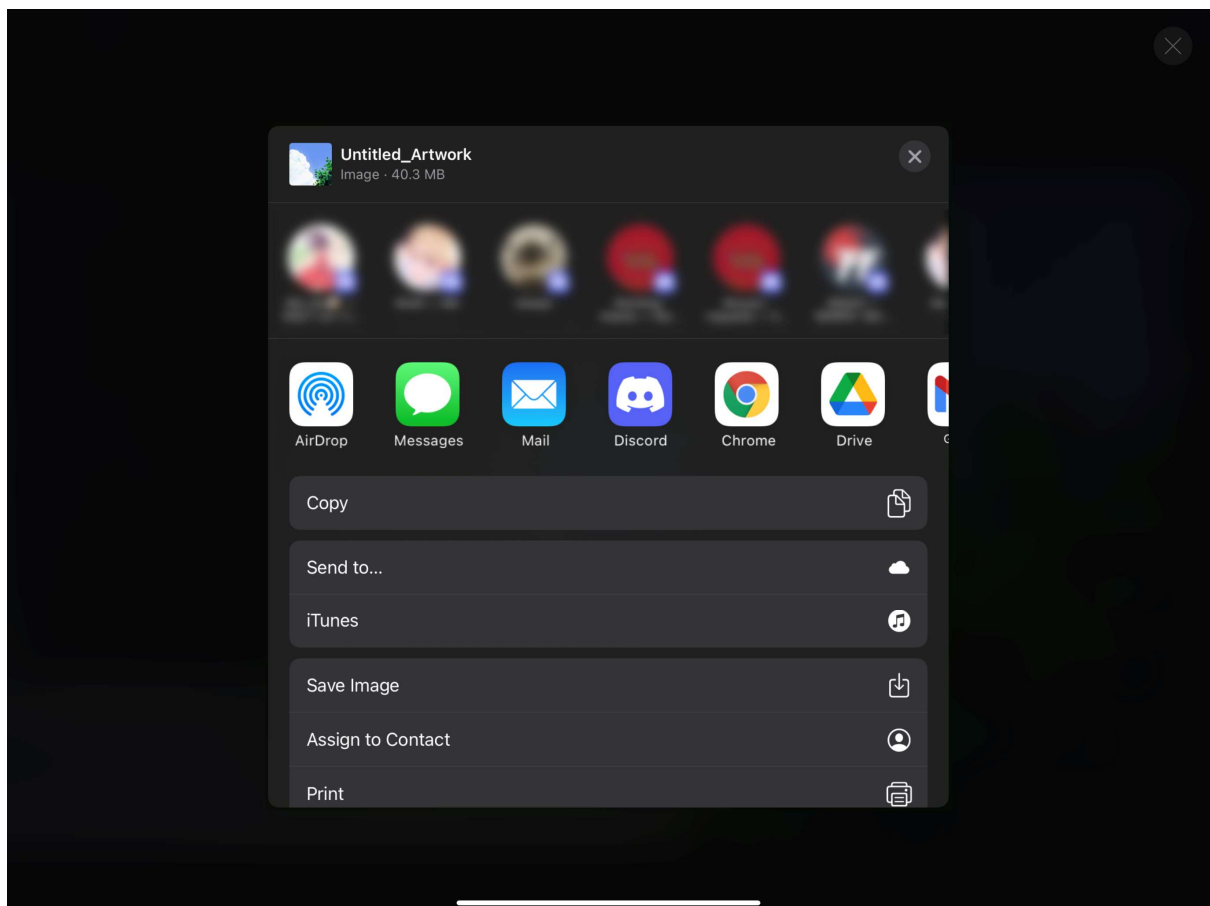 Untitled_Artwork
Image · 40.3 MB
AirDrop Messages Mail Discord Chrome Drive
Copy
Send to...
iTunes
Save Image
Assign to Contact
Print